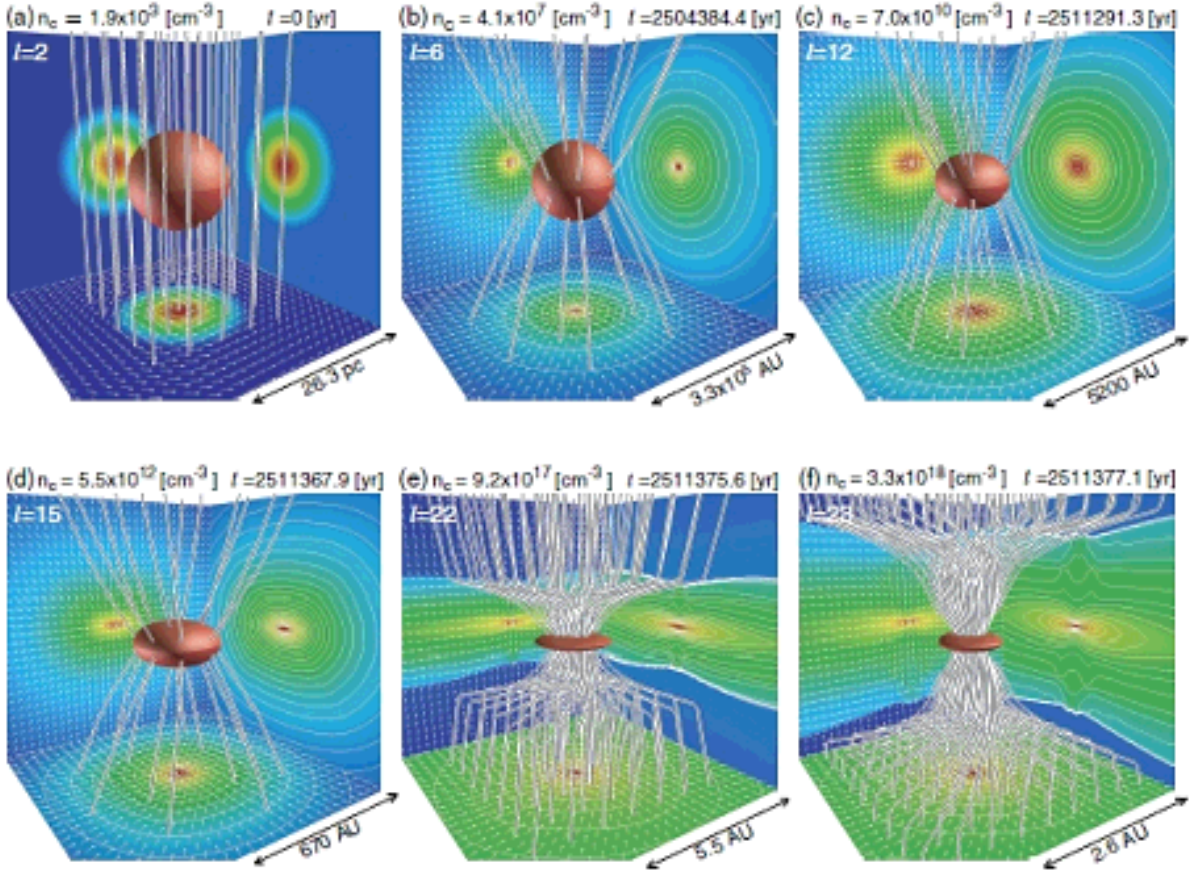 (a) n_c = 1.9x10^3 [cm^-3] t=0 [yr]
l=2
26.3 pc
(b) n_c = 4.1x10^7 [cm^-3] t=2504384.4 [yr]
l=6
3.3x10^5 AU
(c) n_c = 7.0x10^10 [cm^-3] t=2511291.3 [yr]
l=12
5200 AU
(d) n_c = 5.5x10^12 [cm^-3] t=2511367.9 [yr]
l=15
670 AU
(e) n_c = 9.2x10^17 [cm^-3] t=2511375.6 [yr]
l=22
5.5 AU
(f) n_c = 3.3x10^18 [cm^-3] t=2511377.1 [yr]
l=23
2.6 AU